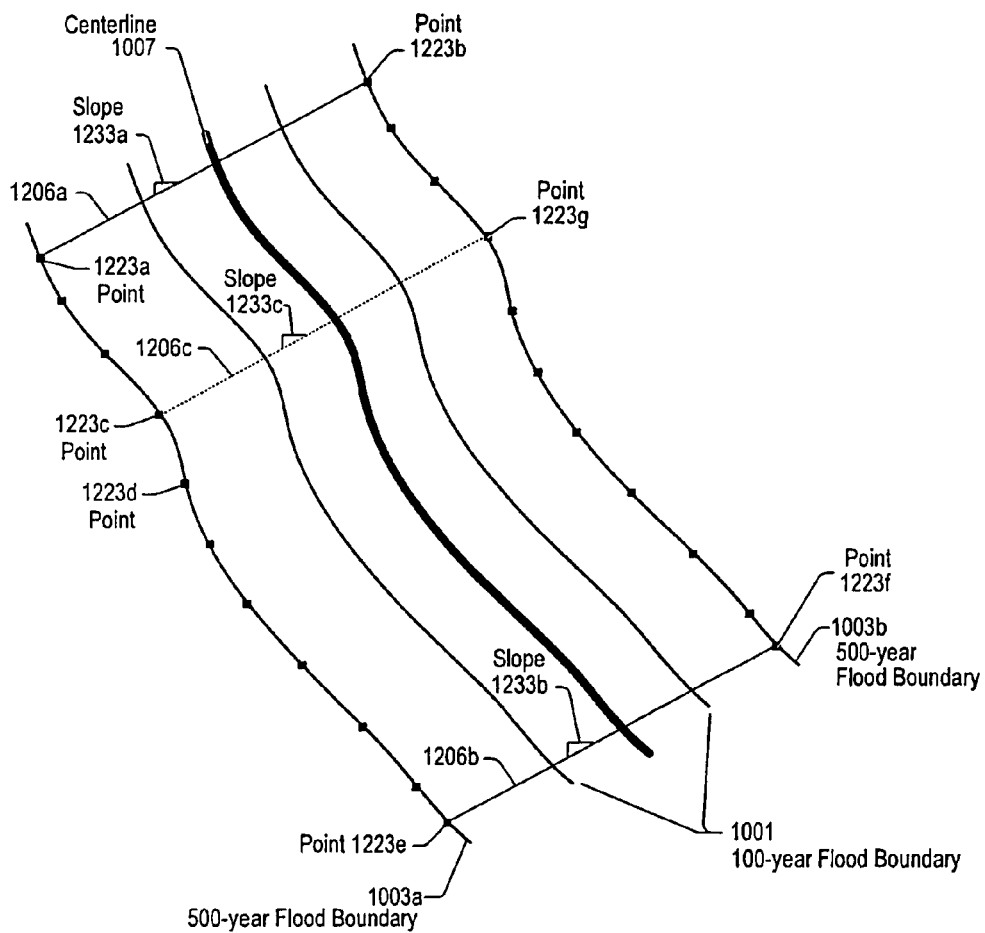 Centerline
1007
Point
1223b
Slope
1233a
1206a
Point
1223g
1223a
Point
Slope
1233c
1206c
1223c
Point
1223d
Point
Point
1223f
1003b
500-year
Flood Boundary
Slope
1233b
1206b
1001
100-year Flood Boundary
Point 1223e
1003a
500-year Flood Boundary